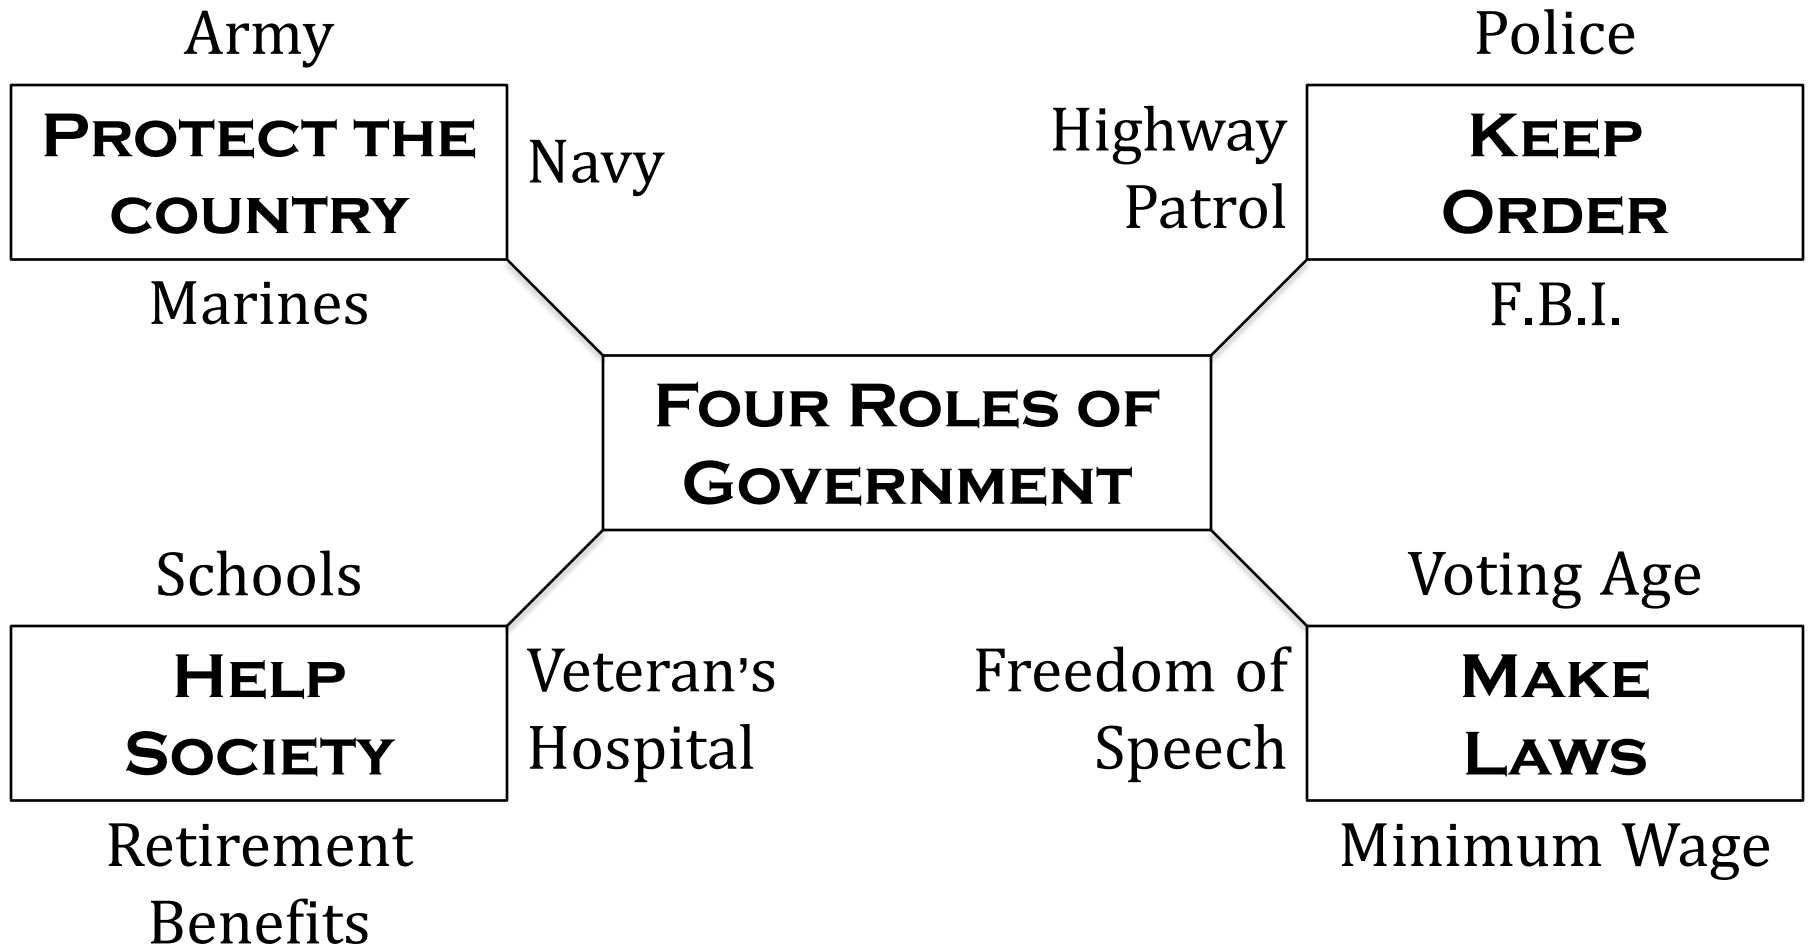 Army
PROTECT THE
COUNTRY
Navy
Marines
Police
Highway
Patrol
KEEP
ORDER
F.B.I.
FOUR ROLES OF
GOVERNMENT
Schools
HELP
SOCIETY
Veteran's
Hospital
Retirement
Benefits
Voting Age
Freedom of
Speech
MAKE
LAWS
Minimum Wage